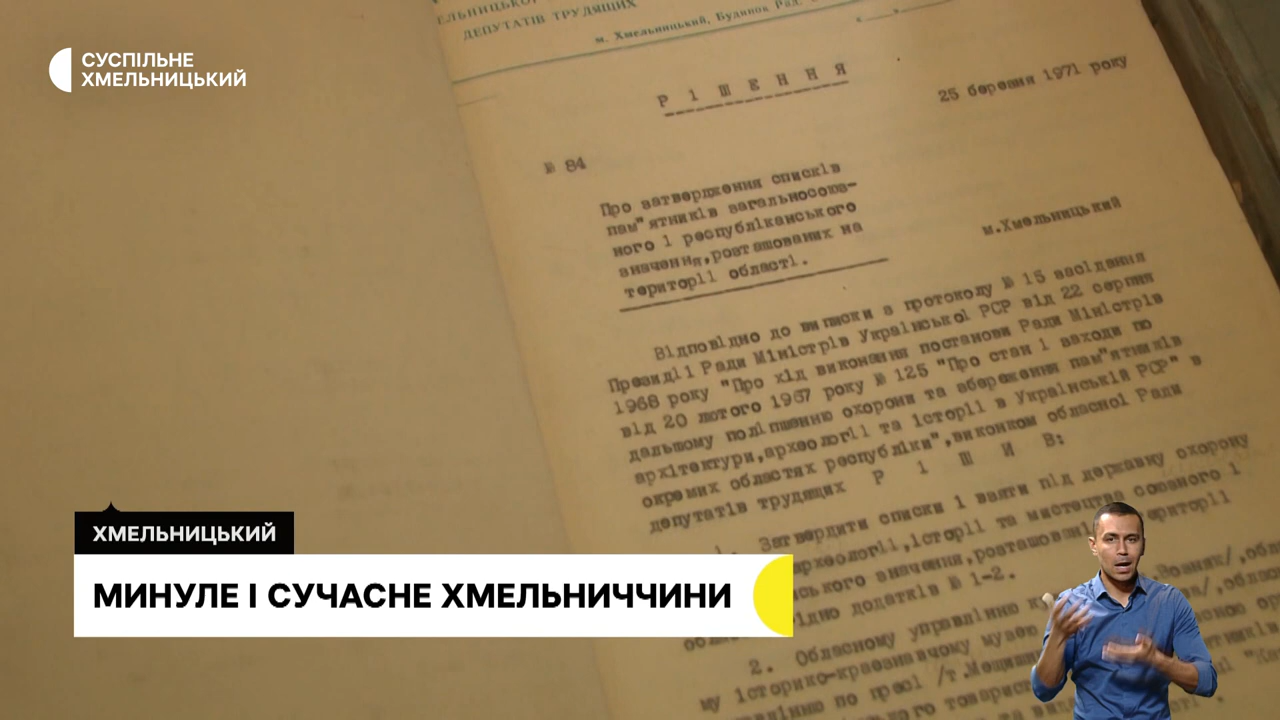 СУСПІЛЬНЕ
ХМЕЛЬНИЦЬКИЙ
ДЕПУТАТІВ ТРУДЯЩИХ
м. Хмельницький, Будинок Рад.
Р І Ш Е Н Н Я
25 березня 1971 року
№ 84
Про затвердження списків
пам"ятників загальносоюз-
ного і республіканського
значення,розташованих на
території області.
м.Хмельницький
Відповідно до виписки з протоколу № 15 засідання
Президії Ради Міністрів Української РСР від 22 серпня
1968 року "Про хід виконання постанови Ради Міністрів
від 20 лютого 1967 року № 125 "Про стан і заходи по
дальшому поліпшенню охорони та збереження пам"ятників
архітектури,археології та історії в Українській РСР" в
окремих областях республіки",виконком обласної Ради
депутатів трудящих Р І Ш И В:
1. Затвердити списки і взяти під державну охорону
археології,історії та мистецтва союзного і
значення,розташовані
території
додатків № 1-2.
2. Обласному управлінню
му історико-краєзнавчому музею
по пресі
ХМЕЛЬНИЦЬКИЙ
МИНУЛЕ І СУЧАСНЕ ХМЕЛЬНИЧЧИНИ